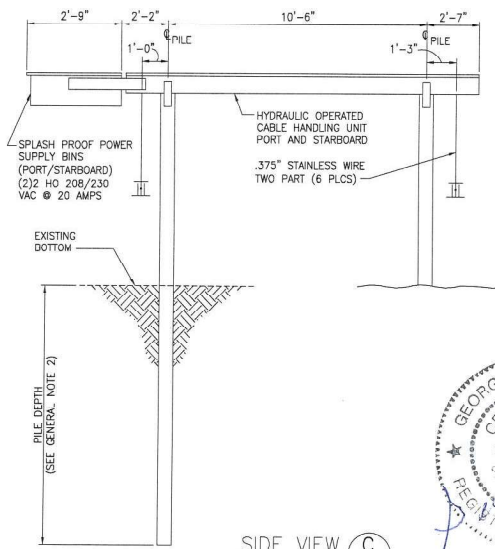 2'-9"
2'-2"
10'-6"
2'-7"
℄ PILE
℄ PILE
1'-0"
1'-3"
HYDRAULIC OPERATED
CABLE HANDLING UNIT
PORT AND STARBOARD
SPLASH PROOF POWER
SUPPLY BINS
(PORT/STARBOARD)
(2)2 HO 208/230
VAC @ 20 AMPS
.375" STAINLESS WIRE
TWO PART (6 PLCS)
EXISTING
BOTTOM
PILE DEPTH
(SEE GENERAL NOTE 2)
SIDE VIEW C